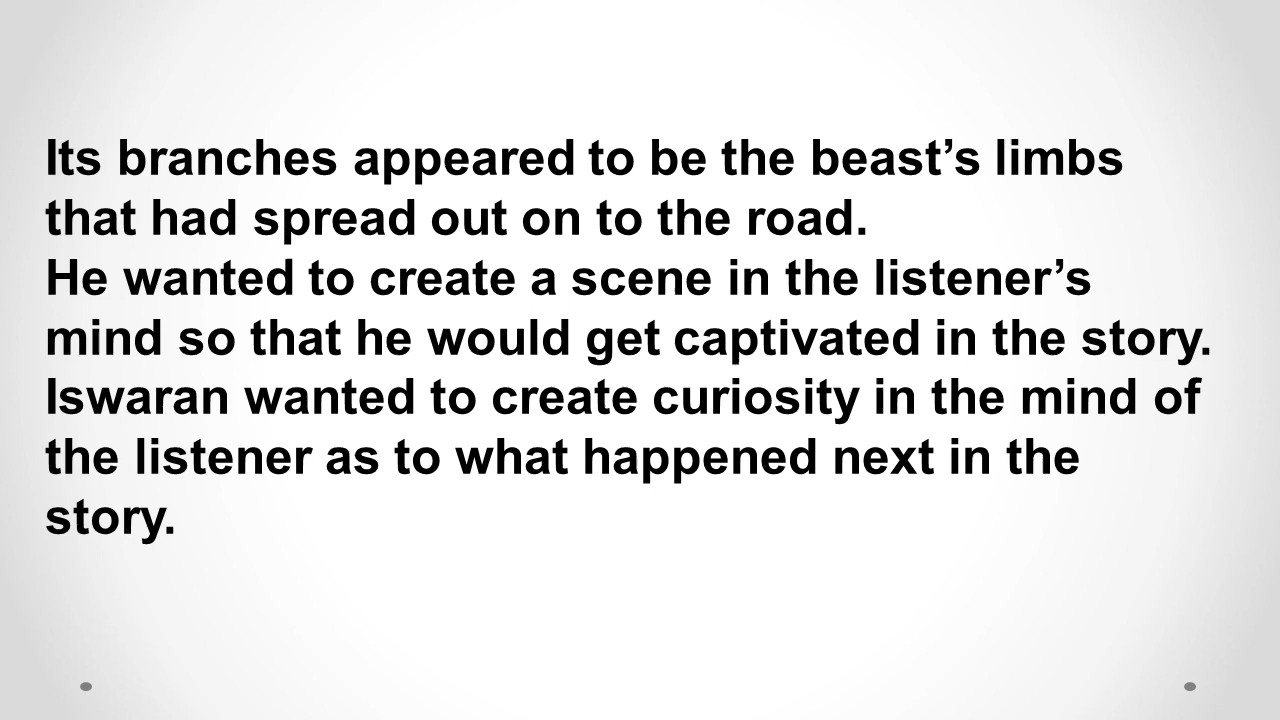 Its branches appeared to be the beast’s limbs
that had spread out on to the road.
He wanted to create a scene in the listener’s
mind so that he would get captivated in the story.
Iswaran wanted to create curiosity in the mind of
the listener as to what happened next in the
story.